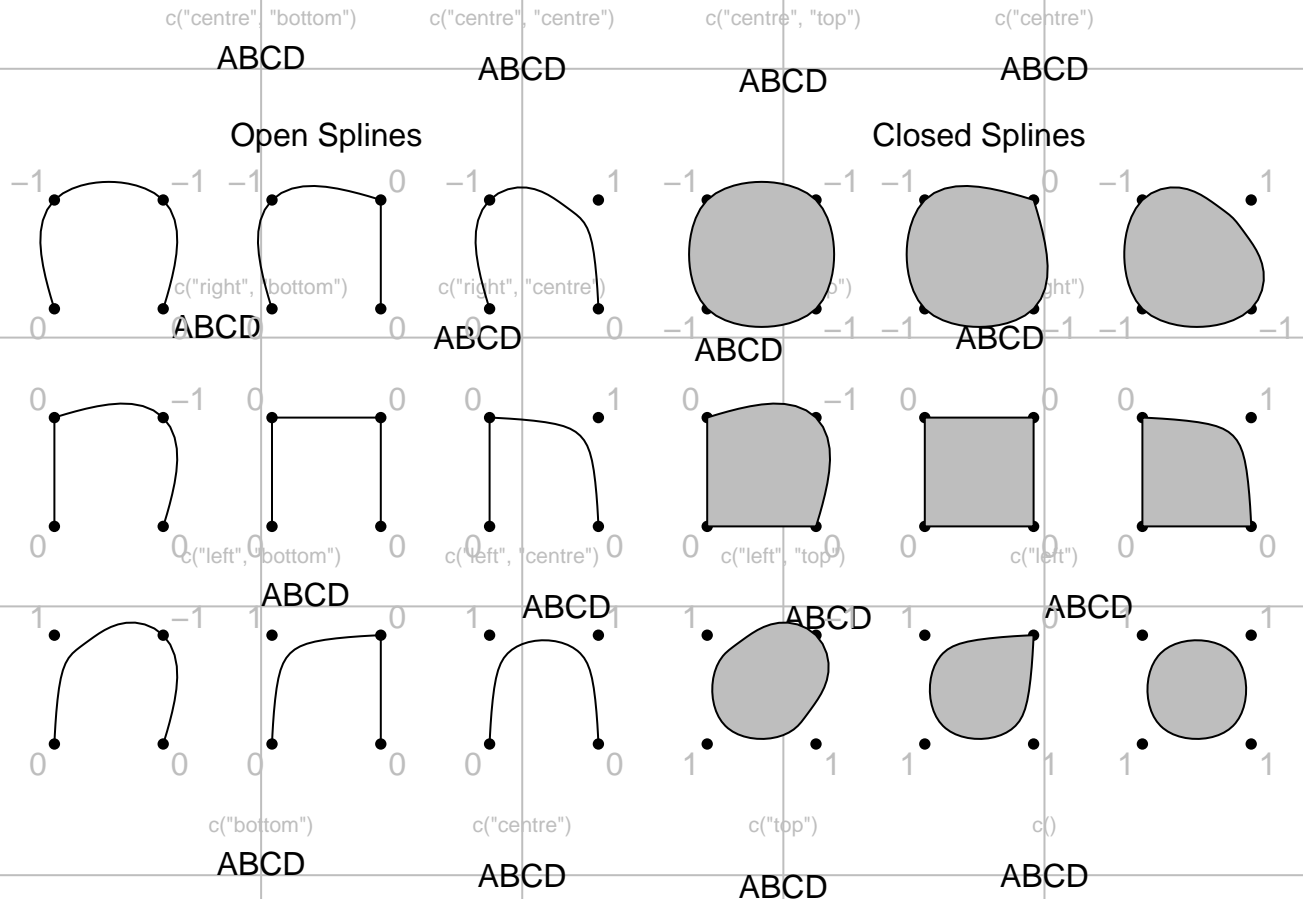 c("centre", "bottom") c("centre", "centre") c("centre", "top") c("centre")
ABCD ABCD ABCD ABCD
Open Splines Closed Splines
−1 −1 −1 0 −1 1 −1 −1 −1 0 −1 1
c("right", "bottom") c("right", "centre") p") ght")
0 0 0 0 0 0 −1 −1 −1 −1 −1 −1
ABCD ABCD ABCD ABCD
0 −1 0 0 0 1 0 −1 0 0 0 1
0 0 0 0 0 0 0 0 0 0 0 0
c("left", "bottom") c("left", "centre") c("left", "top") c("left")
ABCD ABCD ABCD ABCD
1 −1 1 0 1 1 1 −1 1 0 1 1
0 0 0 0 0 0 1 1 1 1 1 1
c("bottom") c("centre") c("top") c()
ABCD ABCD ABCD ABCD